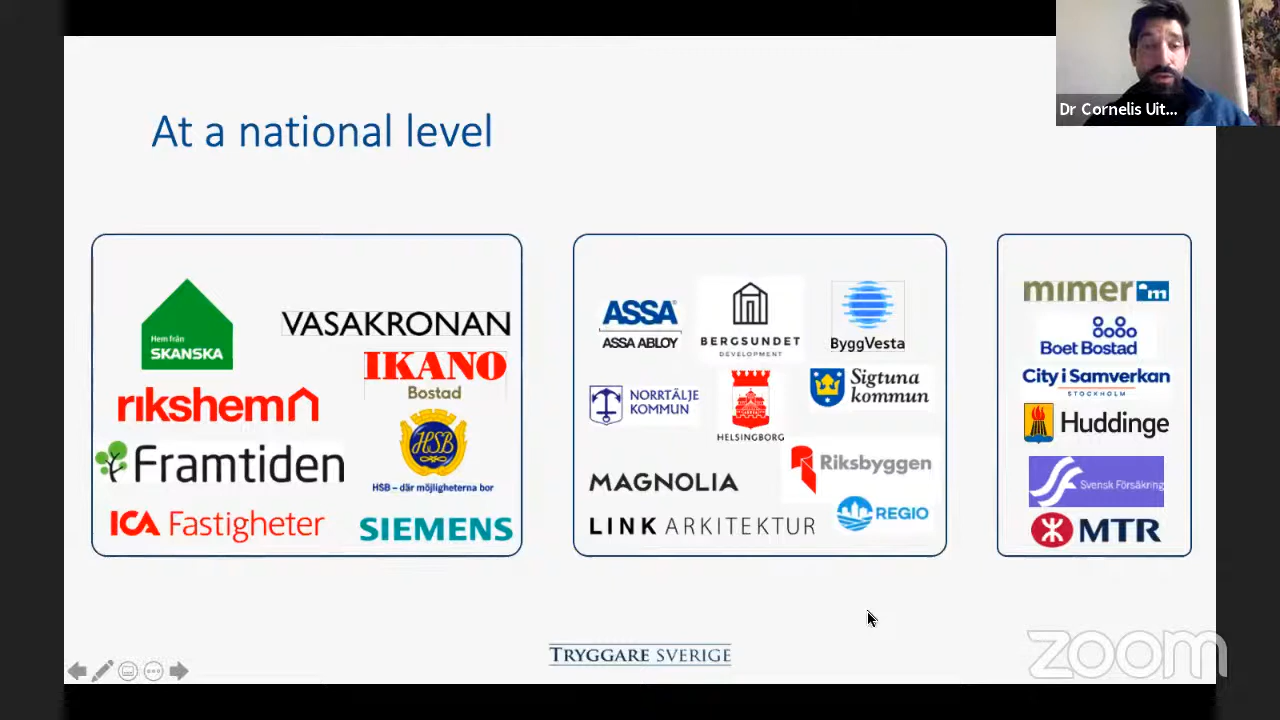 Dr Cornelis Uit...
At a national level
Hem från
SKANSKA
VASAKRONAN
IKANO
Bostad
rikshem
HSB
HSB – där möjligheterna bor
Framtiden
ICA Fastigheter
SIEMENS
ASSA
ASSA ABLOY
BERGSUNDET
DEVELOPMENT
ByggVesta
NORRTÄLJE
KOMMUN
HELSINGBORG
Sigtuna
kommun
MAGNOLIA
Riksbyggen
LINK ARKITEKTUR
REGIO
mimer m
Boet Bostad
City i Samverkan
STOCKHOLM
Huddinge
Svensk Försäkring
MTR
TRYGGARE SVERIGE
zoom